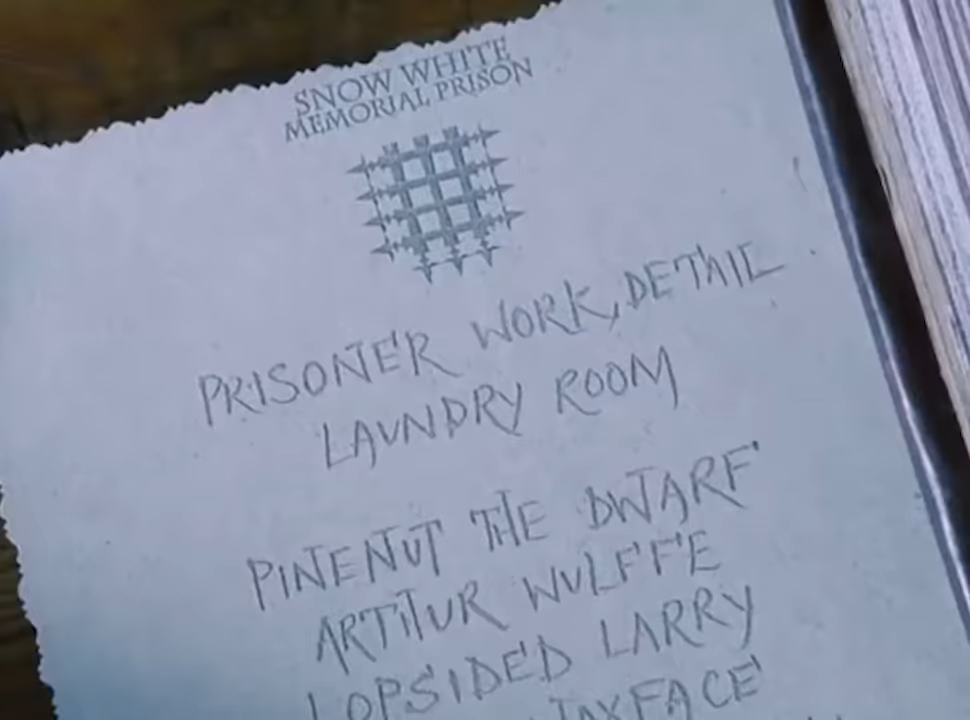 SNOW WHITE
MEMORIAL PRISON
PRISONER WORK, DETAIL
LAUNDRY ROOM
PINENUT THE DWARF
ARTHUR WULFFE
LOPSIDED LARRY